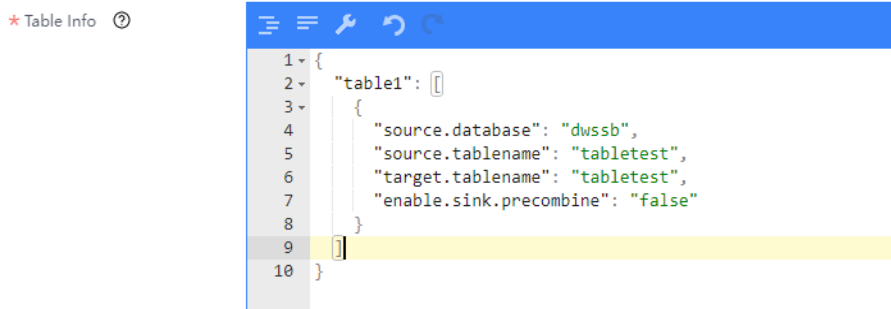 * Table Info ?
1 {
2 "table1": [
3 {
4 "source.database": "dwssb",
5 "source.tablename": "tabletest",
6 "target.tablename": "tabletest",
7 "enable.sink.precombine": "false"
8 }
9 ]
10 }